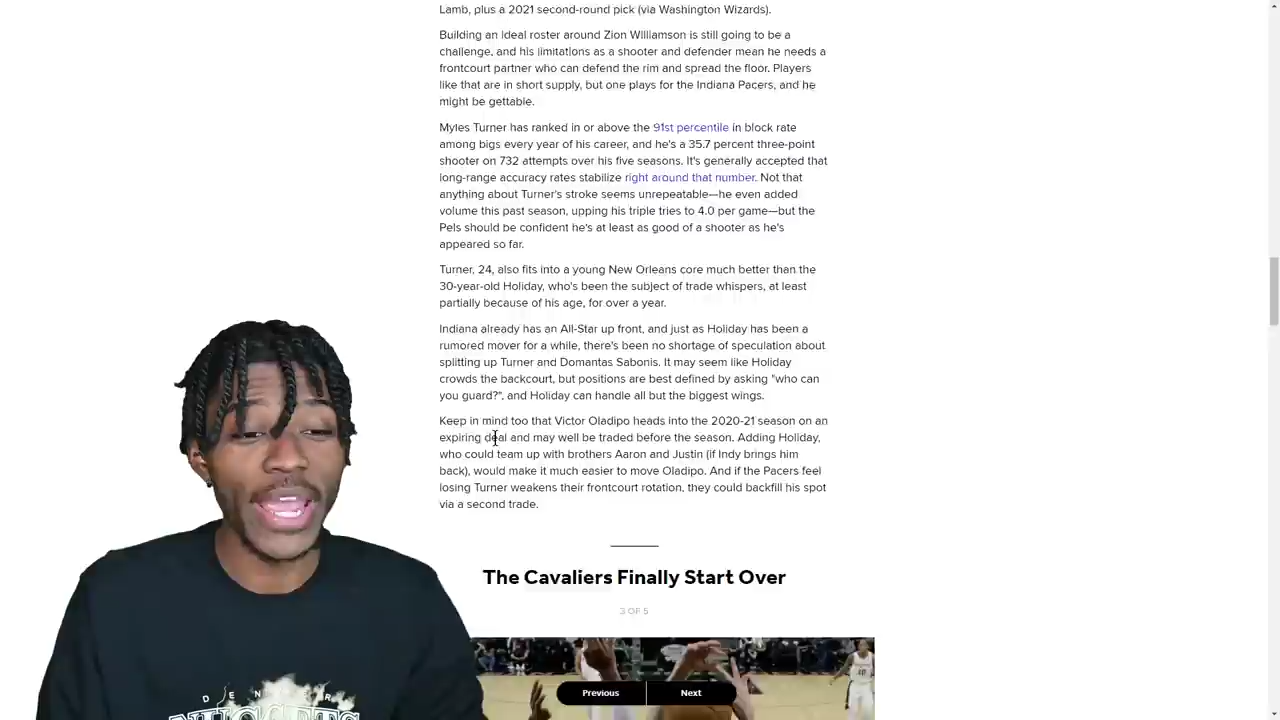 Lamb, plus a 2021 second-round pick (via Washington Wizards).
Building an ideal roster around Zion Williamson is still going to be a
challenge, and his limitations as a shooter and defender mean he needs a
frontcourt partner who can defend the rim and spread the floor. Players
like that are in short supply, but one plays for the Indiana Pacers, and he
might be gettable.
Myles Turner has ranked in or above the 91st percentile in block rate
among bigs every year of his career, and he's a 35.7 percent three-point
shooter on 732 attempts over his five seasons. It's generally accepted that
long-range accuracy rates stabilize right around that number. Not that
anything about Turner's stroke seems unrepeatable—he even added
volume this past season, upping his triple tries to 4.0 per game—but the
Pels should be confident he's at least as good of a shooter as he's
appeared so far.
Turner, 24, also fits into a young New Orleans core much better than the
30-year-old Holiday, who's been the subject of trade whispers, at least
partially because of his age, for over a year.
Indiana already has an All-Star up front, and just as Holiday has been a
rumored mover for a while, there's been no shortage of speculation about
splitting up Turner and Domantas Sabonis. It may seem like Holiday
crowds the backcourt, but positions are best defined by asking "who can
you guard?", and Holiday can handle all but the biggest wings.
Keep in mind too that Victor Oladipo heads into the 2020-21 season on an
expiring deal and may well be traded before the season. Adding Holiday,
who could team up with brothers Aaron and Justin (if Indy brings him
back), would make it much easier to move Oladipo. And if the Pacers feel
losing Turner weakens their frontcourt rotation, they could backfill his spot
via a second trade.
The Cavaliers Finally Start Over
3 OF 5
Previous
Next
DENVER
NUGGETS